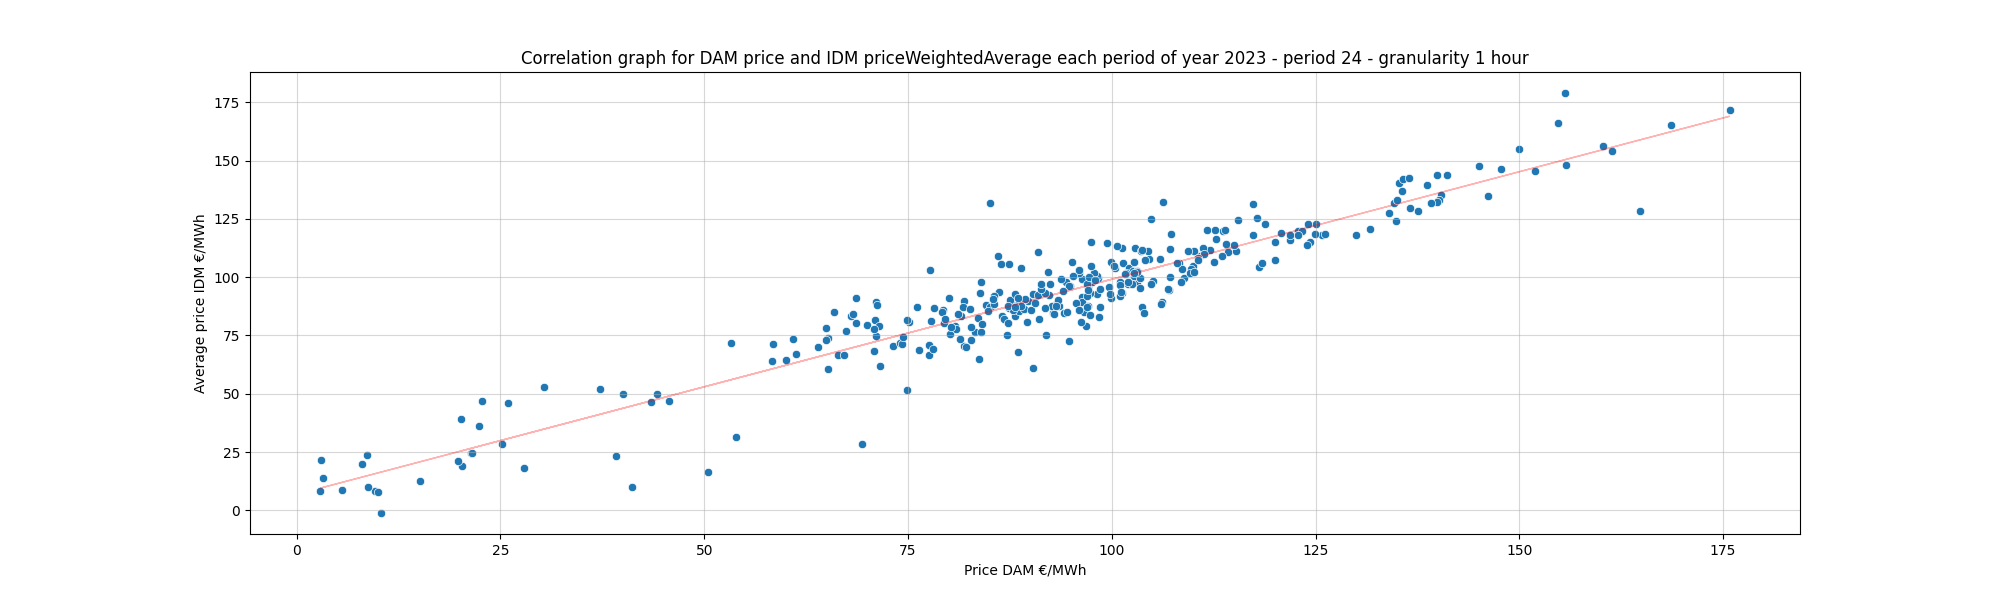 Correlation graph for DAM price and IDM priceWeightedAverage each period of year 2023 - period 24 - granularity 1 hour
175
150
125
100
75
50
25
0
Average price IDM €/MWh
0 25 50 75 100 125 150 175
Price DAM €/MWh